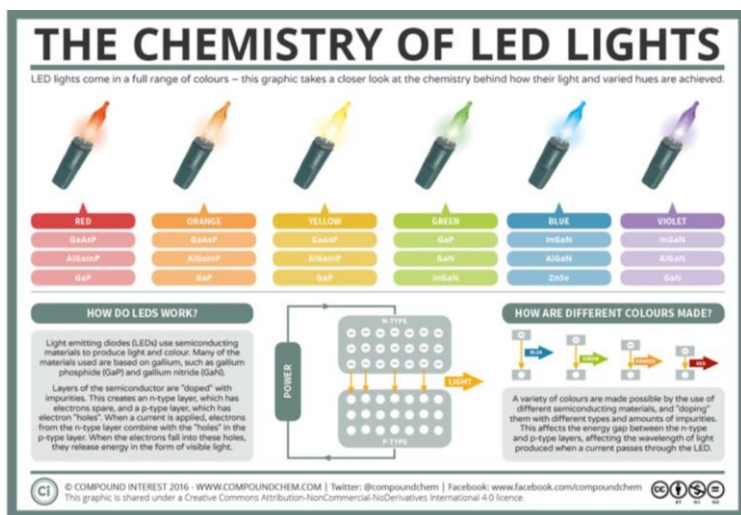 THE CHEMISTRY OF LED LIGHTS
LED lights come in a full range of colours – this graphic takes a closer look at the chemistry behind how their light and varied hues are achieved.
RED
GaAsP
AlGaInP
GaP
ORANGE
GaAsP
AlGaInP
GaP
YELLOW
GaAsP
AlGaInP
GaP
GREEN
GaP
GaN
InGaN
BLUE
InGaN
AlGaN
ZnSe
VIOLET
InGaN
AlGaN
GaN
HOW DO LEDS WORK?
Light emitting diodes (LEDs) use semiconducting
materials to produce light and colour. Many of the
materials used are based on gallium, such as gallium
phosphide (GaP) and gallium nitride (GaN).
Layers of the semiconductor are "doped" with
impurities. This creates an n-type layer, which has
electrons spare, and a p-type layer, which has
electron "holes". When a current is applied, electrons
from the n-type layer combine with the "holes" in the
p-type layer. When the electrons fall into these holes,
they release energy in the form of visible light.
POWER
N-TYPE
LIGHT
P-TYPE
HOW ARE DIFFERENT COLOURS MADE?
BLUE
GREEN
ORANGE
RED
A variety of colours are made possible by the use of
different semiconducting materials, and "doping"
them with different types and amounts of impurities.
This affects the energy gap between the n-type
and p-type layers, affecting the wavelength of light
produced when a current passes through the LED.
Ci
© COMPOUND INTEREST 2016 - WWW.COMPOUNDCHEM.COM | Twitter: @compoundchem | Facebook: www.facebook.com/compoundchem
This graphic is shared under a Creative Commons Attribution-NonCommercial-NoDerivatives International 4.0 licence.
CC
BY NC ND